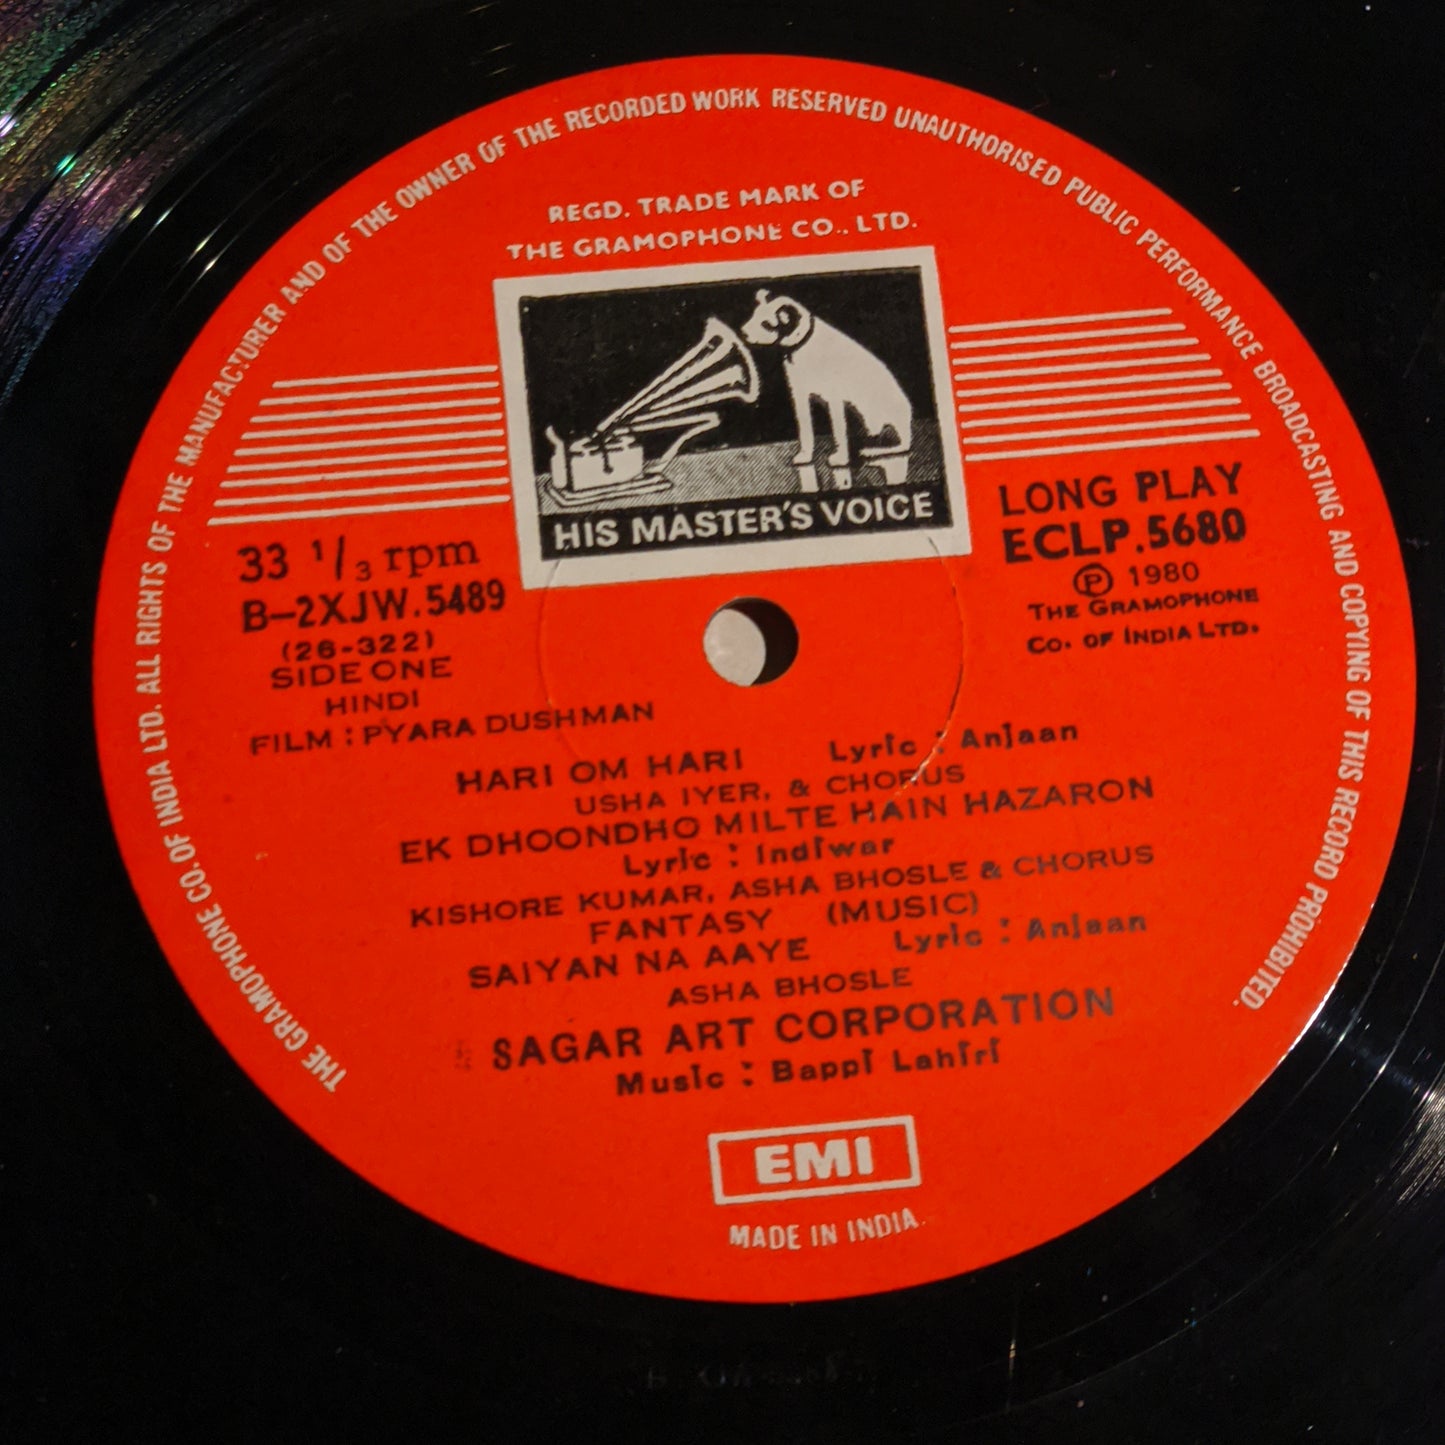 THE GRAMOPHONE CO. OF INDIA LTD. ALL RIGHTS OF THE MANUFACTURER AND OF THE OWNER OF THE RECORDED WORK RESERVED UNAUTHORISED PUBLIC PERFORMANCE BROADCASTING AND COPYING OF THIS RECORD PROHIBITED.
REGD. TRADE MARK OF
THE GRAMOPHONE CO., LTD.
HIS MASTER'S VOICE
33 1/3 rpm
B-2XJW.5489
(26-322)
SIDE ONE
HINDI
LONG PLAY
ECLP.5680
Ⓟ 1980
THE GRAMOPHONE
CO. OF INDIA LTD.
FILM : PYARA DUSHMAN
HARI OM HARI Lyric : Anjaan
USHA IYER, & CHORUS
EK DHOONDHO MILTE HAIN HAZARON
Lyric : Indiwar
KISHORE KUMAR, ASHA BHOSLE & CHORUS
FANTASY (MUSIC)
SAIYAN NA AAYE Lyric : Anjaan
ASHA BHOSLE
SAGAR ART CORPORATION
Music : Bappi Lahiri
EMI
MADE IN INDIA.